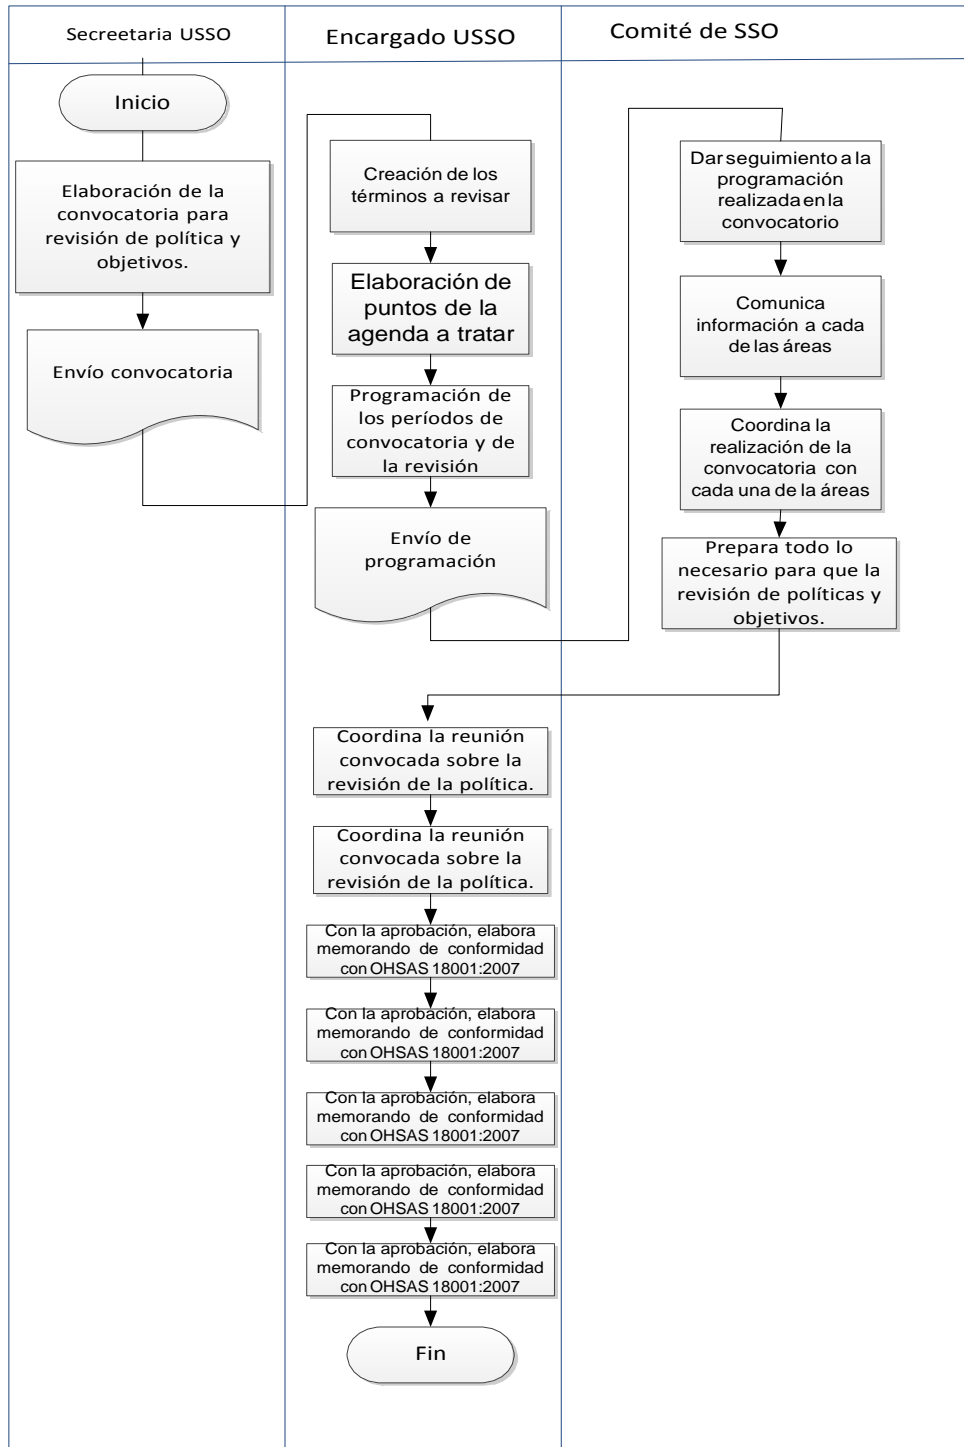 Secreetaria USSO
Encargado USSO
Comité de SSO
Inicio
Elaboración de la
convocatoria para
revisión de política y
objetivos.
Envío convocatoria
Creación de los
términos a revisar
Elaboración de
puntos de la
agenda a tratar
Programación de
los períodos de
convocatoria y de
la revisión
Envío de
programación
Dar seguimiento a la
programación
realizada en la
convocatorio
Comunica
información a cada
de las áreas
Coordina la
realización de la
convocatoria con
cada una de la áreas
Prepara todo lo
necesario para que la
revisión de políticas y
objetivos.
Coordina la reunión
convocada sobre la
revisión de la política.
Coordina la reunión
convocada sobre la
revisión de la política.
Con la aprobación, elabora
memorando de conformidad
con OHSAS 18001:2007
Con la aprobación, elabora
memorando de conformidad
con OHSAS 18001:2007
Con la aprobación, elabora
memorando de conformidad
con OHSAS 18001:2007
Con la aprobación, elabora
memorando de conformidad
con OHSAS 18001:2007
Con la aprobación, elabora
memorando de conformidad
con OHSAS 18001:2007
Fin